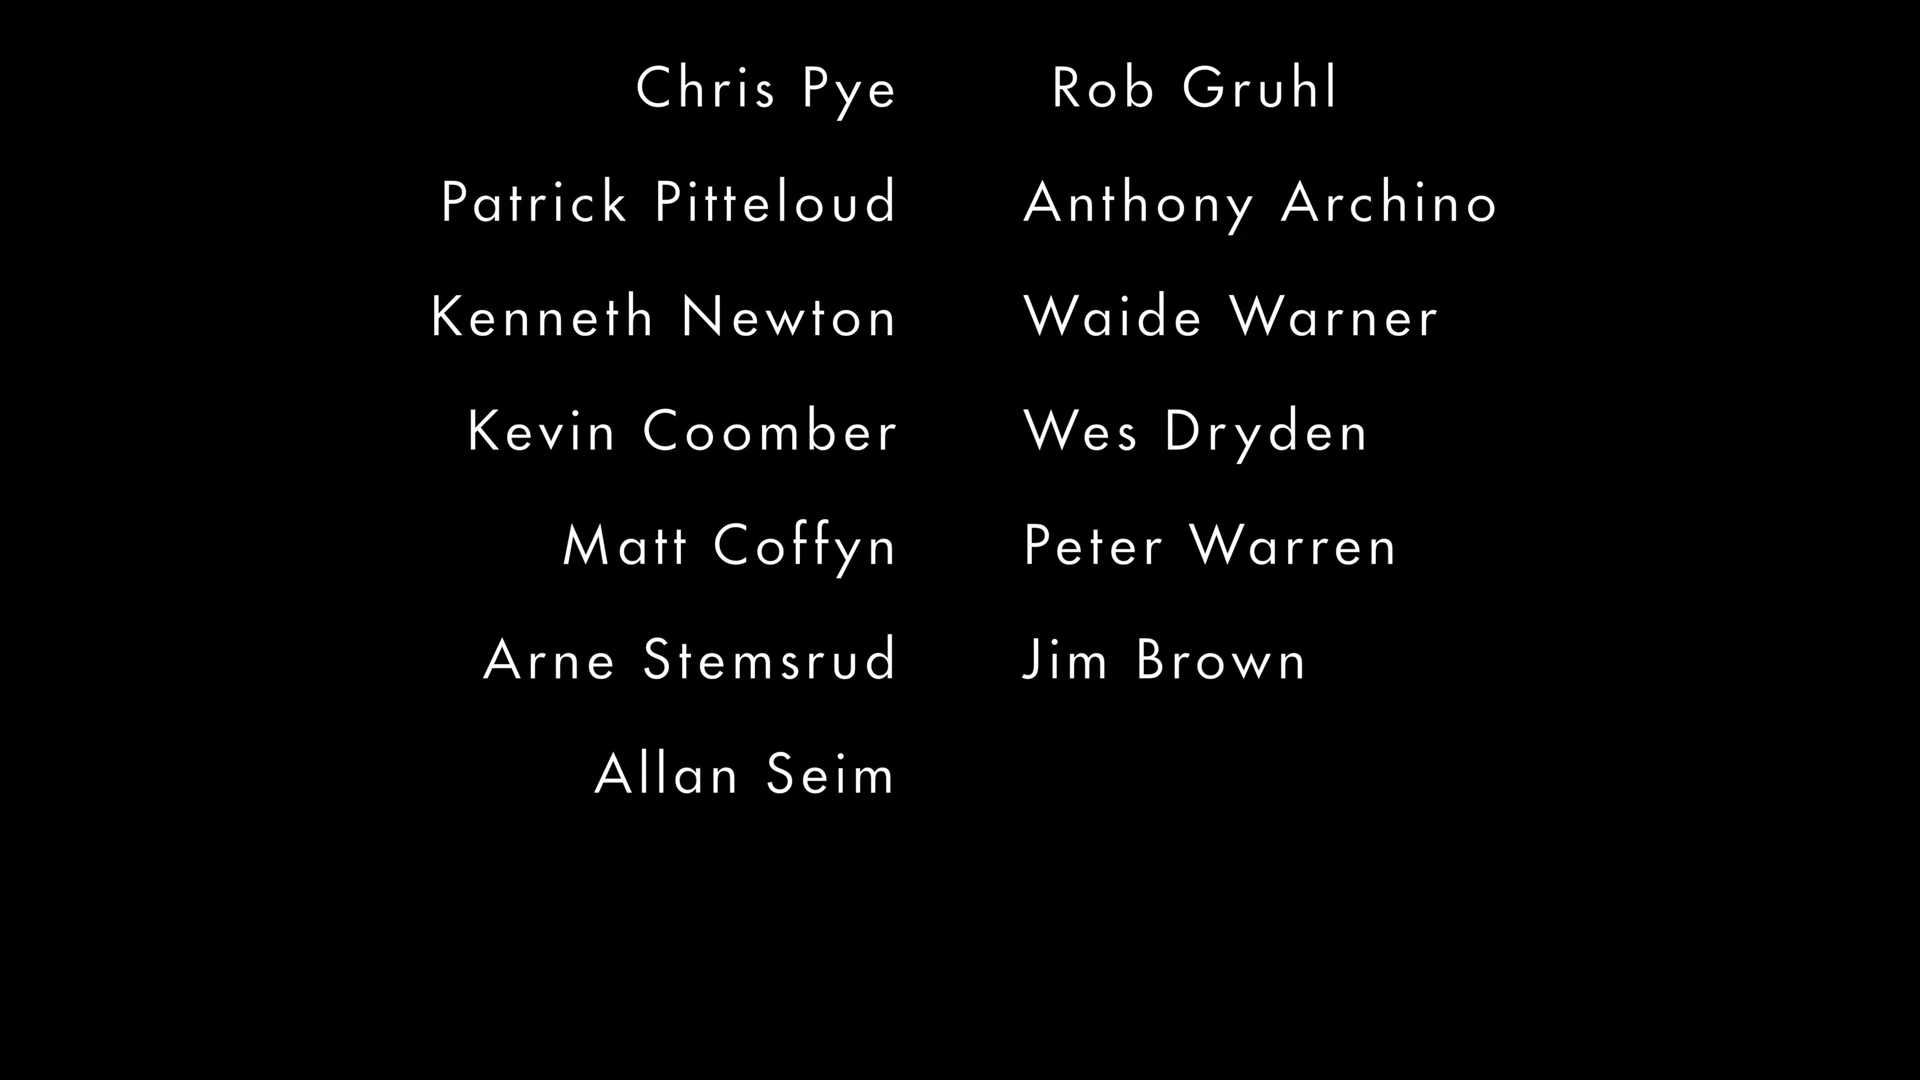 Chris Pye Rob Gruhl
Patrick Pitteloud Anthony Archino
Kenneth Newton Waide Warner
Kevin Coomber Wes Dryden
Matt Coffyn Peter Warren
Arne Stemsrud Jim Brown
Allan Seim